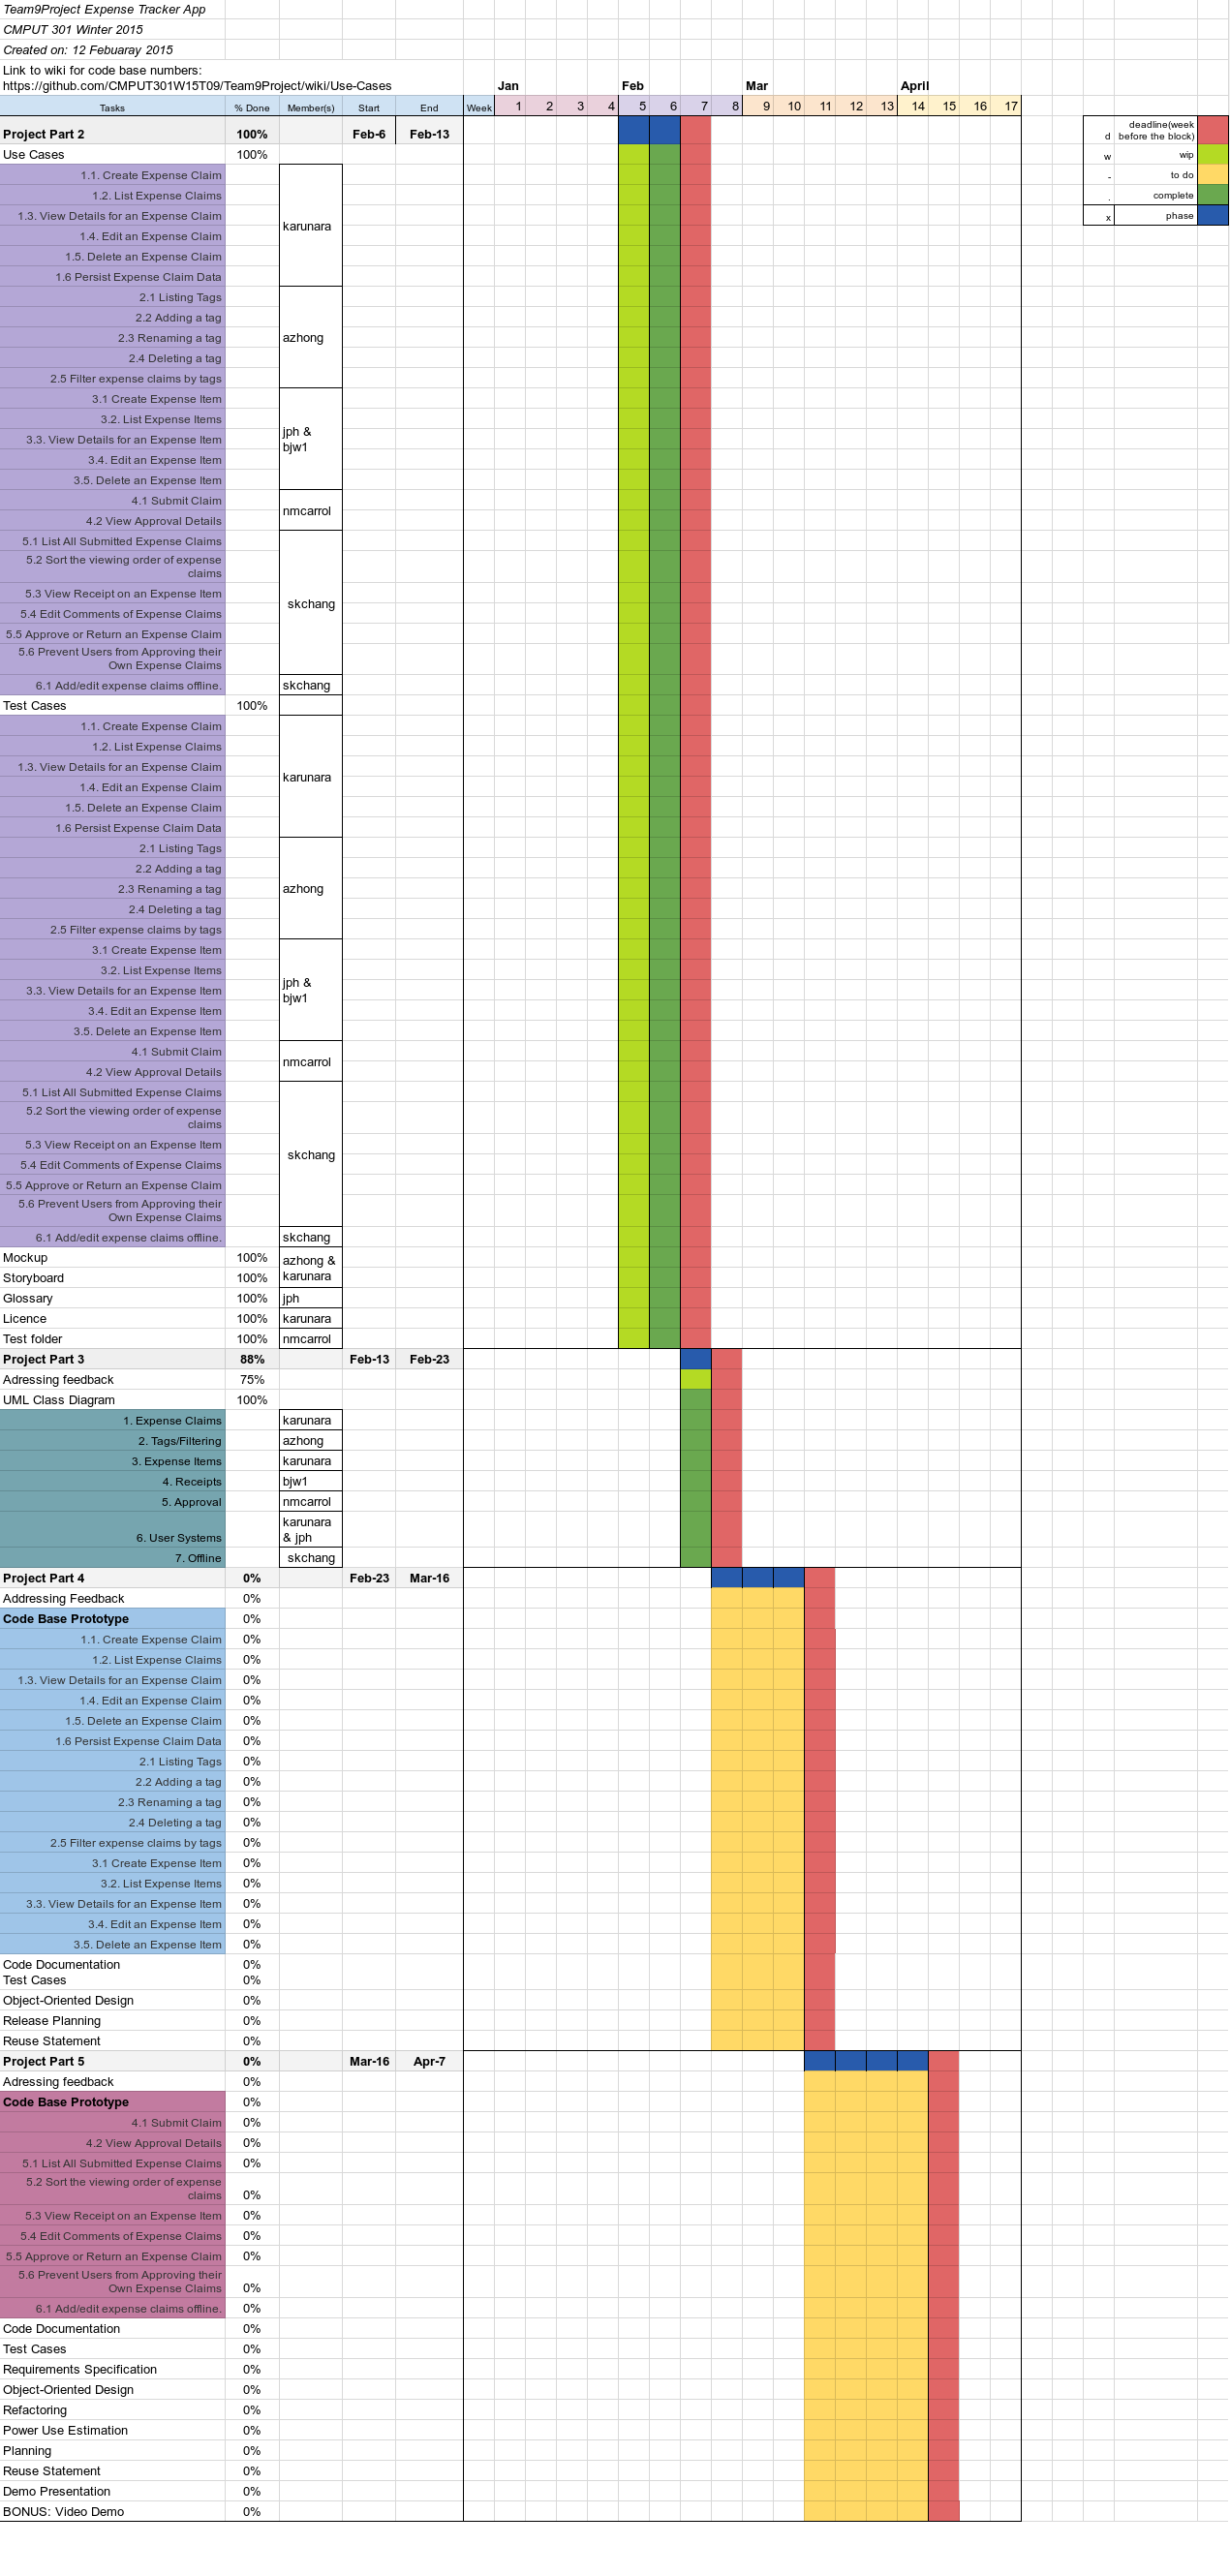 Team9Project Expense Tracker App
CMPUT 301 Winter 2015
Created on: 12 Febuaray 2015
Link to wiki for code base numbers:
https://github.com/CMPUT301W15T09/Team9Project/wiki/Use-Cases Jan Feb Mar April
Tasks % Done Member(s) Start End Week 1 2 3 4 5 6 7 8 9 10 11 12 13 14 15 16 17
Project Part 2 100% Feb-6 Feb-13 d deadline(week before the block)
Use Cases 100% w wip
1.1. Create Expense Claim - to do
1.2. List Expense Claims , complete
1.3. View Details for an Expense Claim karunara x phase
1.4. Edit an Expense Claim
1.5. Delete an Expense Claim
1.6 Persist Expense Claim Data
2.1 Listing Tags
2.2 Adding a tag
2.3 Renaming a tag azhong
2.4 Deleting a tag
2.5 Filter expense claims by tags
3.1 Create Expense Item
3.2. List Expense Items
3.3. View Details for an Expense Item jph & bjw1
3.4. Edit an Expense Item
3.5. Delete an Expense Item
4.1 Submit Claim nmcarrol
4.2 View Approval Details
5.1 List All Submitted Expense Claims
5.2 Sort the viewing order of expense
claims
5.3 View Receipt on an Expense Item skchang
5.4 Edit Comments of Expense Claims
5.5 Approve or Return an Expense Claim
5.6 Prevent Users from Approving their
Own Expense Claims
6.1 Add/edit expense claims offline. skchang
Test Cases 100%
1.1. Create Expense Claim
1.2. List Expense Claims
1.3. View Details for an Expense Claim karunara
1.4. Edit an Expense Claim
1.5. Delete an Expense Claim
1.6 Persist Expense Claim Data
2.1 Listing Tags
2.2 Adding a tag
2.3 Renaming a tag azhong
2.4 Deleting a tag
2.5 Filter expense claims by tags
3.1 Create Expense Item
3.2. List Expense Items
3.3. View Details for an Expense Item jph & bjw1
3.4. Edit an Expense Item
3.5. Delete an Expense Item
4.1 Submit Claim nmcarrol
4.2 View Approval Details
5.1 List All Submitted Expense Claims
5.2 Sort the viewing order of expense
claims
5.3 View Receipt on an Expense Item skchang
5.4 Edit Comments of Expense Claims
5.5 Approve or Return an Expense Claim
5.6 Prevent Users from Approving their
Own Expense Claims
6.1 Add/edit expense claims offline. skchang
Mockup 100% azhong &
Storyboard 100% karunara
Glossary 100% jph
Licence 100% karunara
Test folder 100% nmcarrol
Project Part 3 88% Feb-13 Feb-23
Adressing feedback 75%
UML Class Diagram 100%
1. Expense Claims karunara
2. Tags/Filtering azhong
3. Expense Items karunara
4. Receipts bjw1
5. Approval nmcarrol
6. User Systems karunara & jph
7. Offline skchang
Project Part 4 0% Feb-23 Mar-16
Addressing Feedback 0%
Code Base Prototype 0%
1.1. Create Expense Claim 0%
1.2. List Expense Claims 0%
1.3. View Details for an Expense Claim 0%
1.4. Edit an Expense Claim 0%
1.5. Delete an Expense Claim 0%
1.6 Persist Expense Claim Data 0%
2.1 Listing Tags 0%
2.2 Adding a tag 0%
2.3 Renaming a tag 0%
2.4 Deleting a tag 0%
2.5 Filter expense claims by tags 0%
3.1 Create Expense Item 0%
3.2. List Expense Items 0%
3.3. View Details for an Expense Item 0%
3.4. Edit an Expense Item 0%
3.5. Delete an Expense Item 0%
Code Documentation 0%
Test Cases 0%
Object-Oriented Design 0%
Release Planning 0%
Reuse Statement 0%
Project Part 5 0% Mar-16 Apr-7
Adressing feedback 0%
Code Base Prototype 0%
4.1 Submit Claim 0%
4.2 View Approval Details 0%
5.1 List All Submitted Expense Claims 0%
5.2 Sort the viewing order of expense
claims 0%
5.3 View Receipt on an Expense Item 0%
5.4 Edit Comments of Expense Claims 0%
5.5 Approve or Return an Expense Claim 0%
5.6 Prevent Users from Approving their
Own Expense Claims 0%
6.1 Add/edit expense claims offline. 0%
Code Documentation 0%
Test Cases 0%
Requirements Specification 0%
Object-Oriented Design 0%
Refactoring 0%
Power Use Estimation 0%
Planning 0%
Reuse Statement 0%
Demo Presentation 0%
BONUS: Video Demo 0%